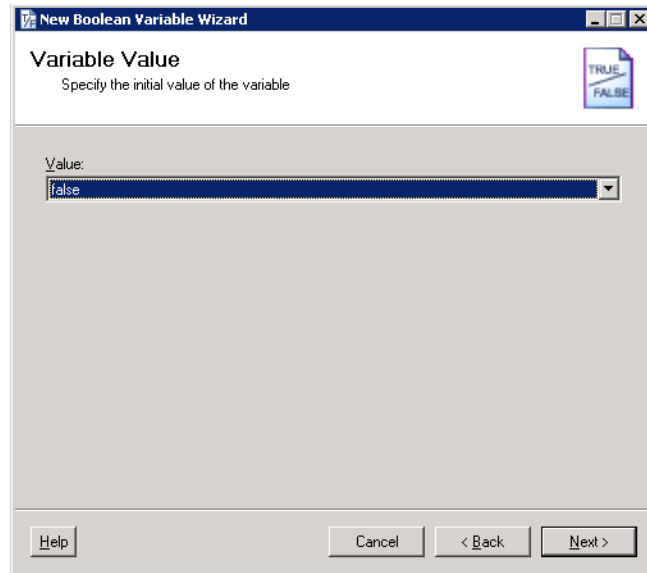 New Boolean Variable Wizard
Variable Value
Specify the initial value of the variable
TRUE
FALSE
Value:
false
Help
Cancel
< Back
Next >